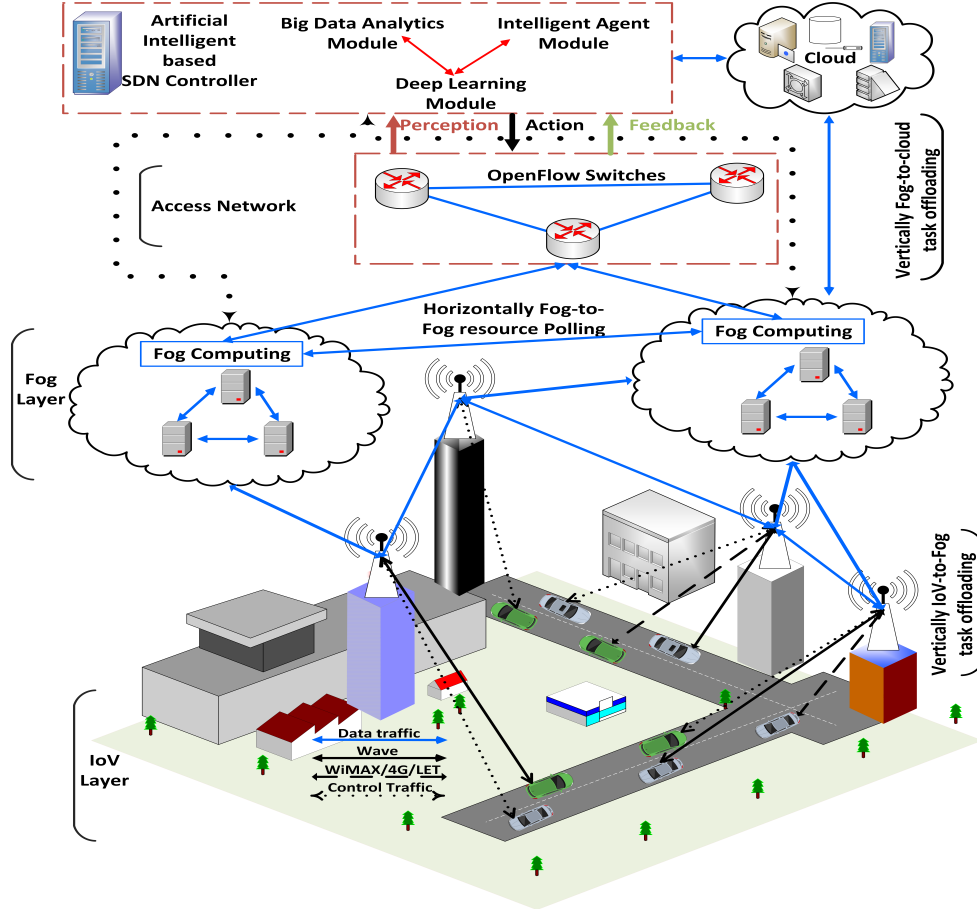 Artificial
Intelligent
based
SDN Controller
Big Data Analytics
Module
Intelligent Agent
Module
Deep Learning
Module
Cloud
Perception
Action
Feedback
OpenFlow Switches
Access Network
Vertically Fog-to-cloud
task offloading
Horizontally Fog-to-
Fog resource Polling
Fog Computing
Fog Computing
Fog
Layer
Vertically IoV-to-Fog
task offloading
IoV
Layer
Data traffic
Wave
WiMAX/4G/LET
Control Traffic